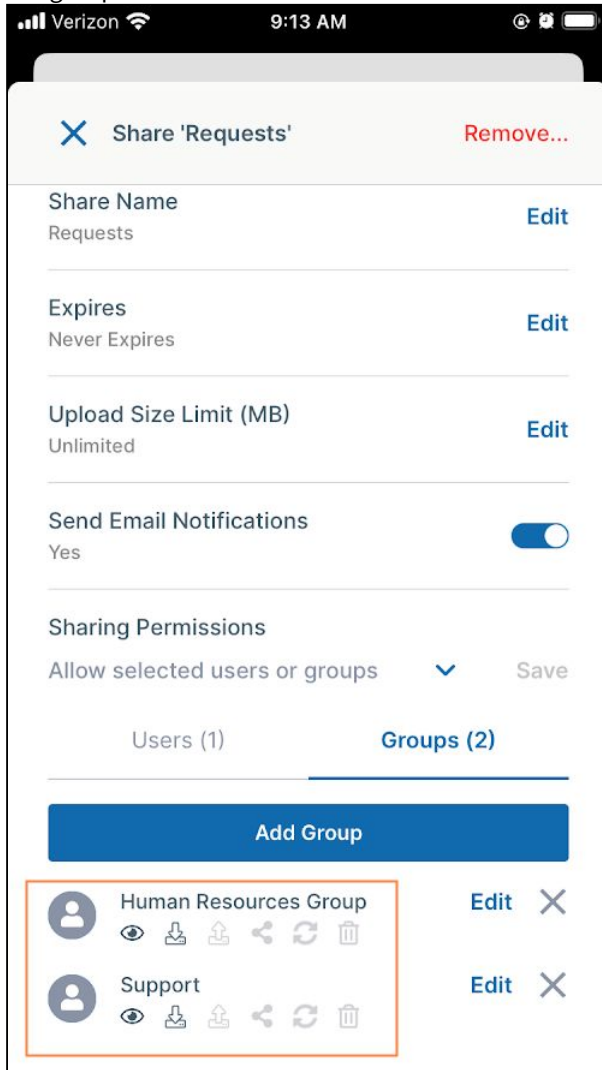 Verizon 9:13 AM
Share 'Requests' Remove...
Share Name
Edit
Requests
Expires
Edit
Never Expires
Upload Size Limit (MB)
Edit
Unlimited
Send Email Notifications
Yes
Sharing Permissions
Allow selected users or groups Save
Users (1) Groups (2)
Add Group
Human Resources Group Edit
Support Edit